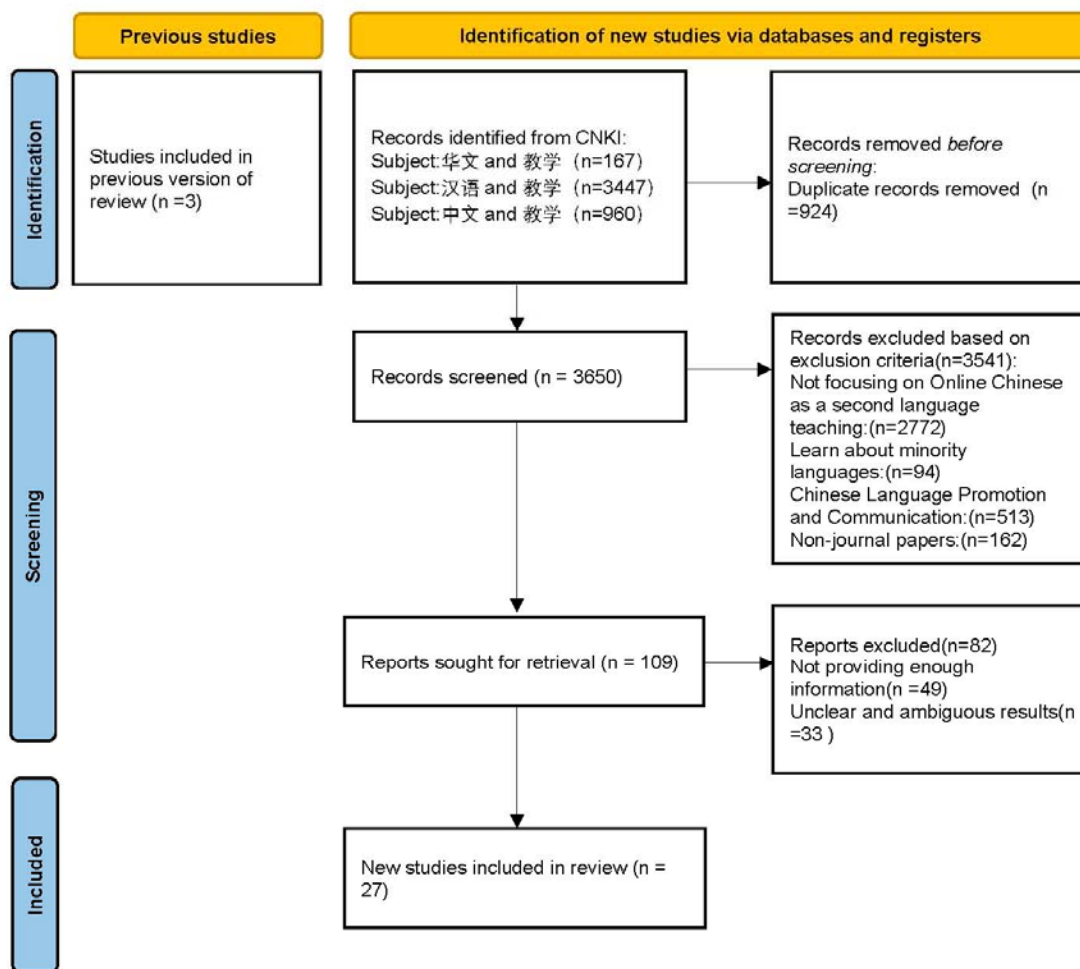 Previous studies
Identification of new studies via databases and registers
Identification
Studies included in
previous version of
review (n =3)
Records identified from CNKI:
Subject:华文 and 教学（n=167)
Subject:汉语 and 教学（n=3447)
Subject:中文 and 教学（n=960)
Records removed before
screening:
Duplicate records removed（n
=924)
Screening
Records screened (n = 3650)
Records excluded based on
exclusion criteria(n=3541):
Not focusing on Online Chinese
as a second language
teaching:(n=2772)
Learn about minority
languages:(n=94)
Chinese Language Promotion
and Communication:(n=513)
Non-journal papers:(n=162)
Reports sought for retrieval (n = 109)
Reports excluded(n=82)
Not providing enough
information(n =49)
Unclear and ambiguous results(n
=33 )
Included
New studies included in review (n =
27)